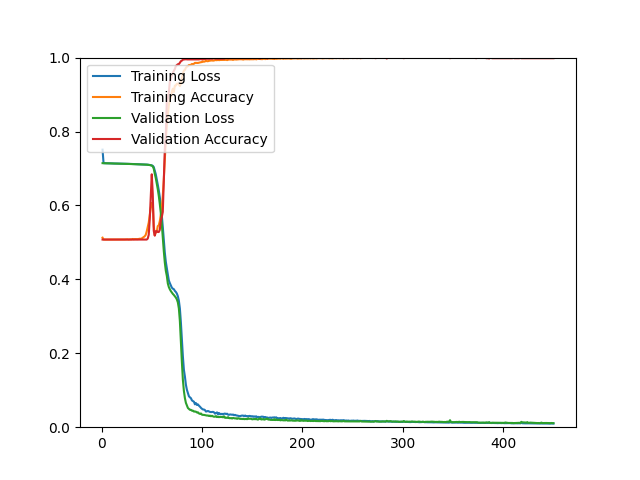 1.0
0.8
0.6
0.4
0.2
0.0
Training Loss
Training Accuracy
Validation Loss
Validation Accuracy
0 100 200 300 400